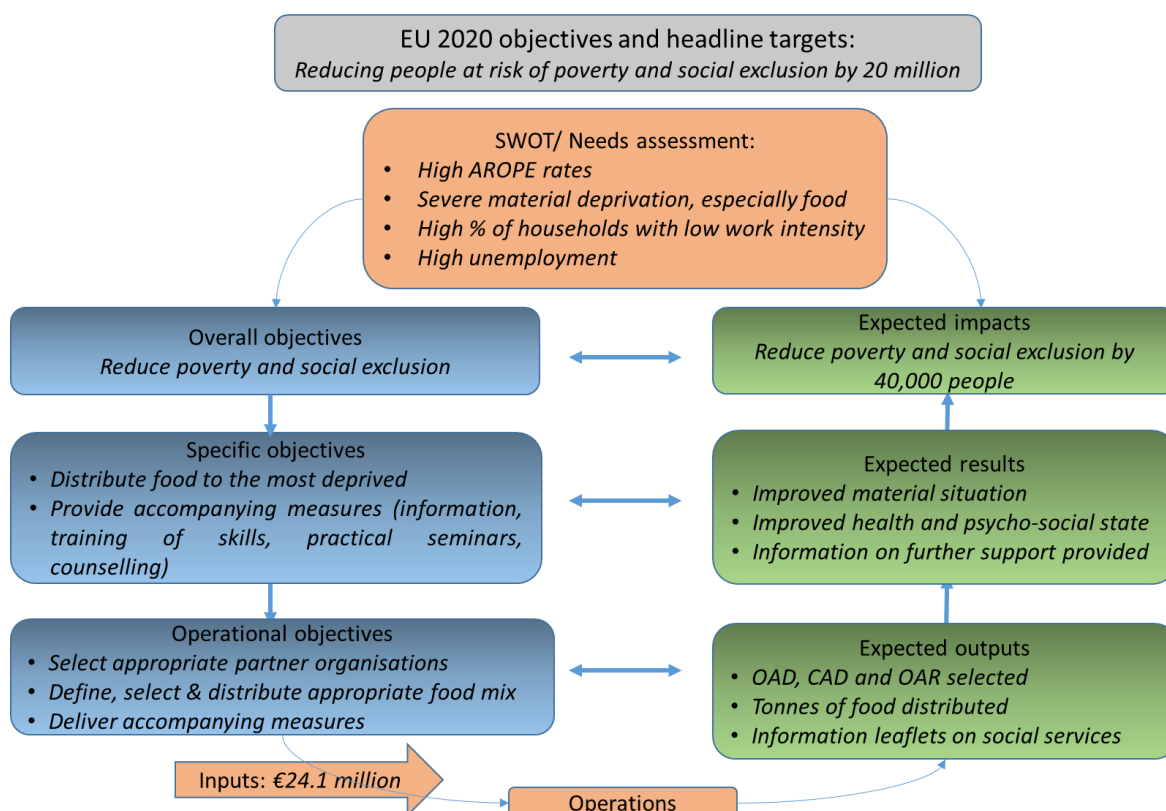 EU 2020 objectives and headline targets:
Reducing people at risk of poverty and social exclusion by 20 million
SWOT/ Needs assessment:
• High AROPE rates
• Severe material deprivation, especially food
• High % of households with low work intensity
• High unemployment
Overall objectives
Reduce poverty and social exclusion
Expected impacts
Reduce poverty and social exclusion by
40,000 people
Specific objectives
• Distribute food to the most deprived
• Provide accompanying measures (information,
training of skills, practical seminars,
counselling)
Expected results
• Improved material situation
• Improved health and psycho-social state
• Information on further support provided
Operational objectives
• Select appropriate partner organisations
• Define, select & distribute appropriate food mix
• Deliver accompanying measures
Expected outputs
• OAD, CAD and OAR selected
• Tonnes of food distributed
• Information leaflets on social services
Inputs: €24.1 million
Operations